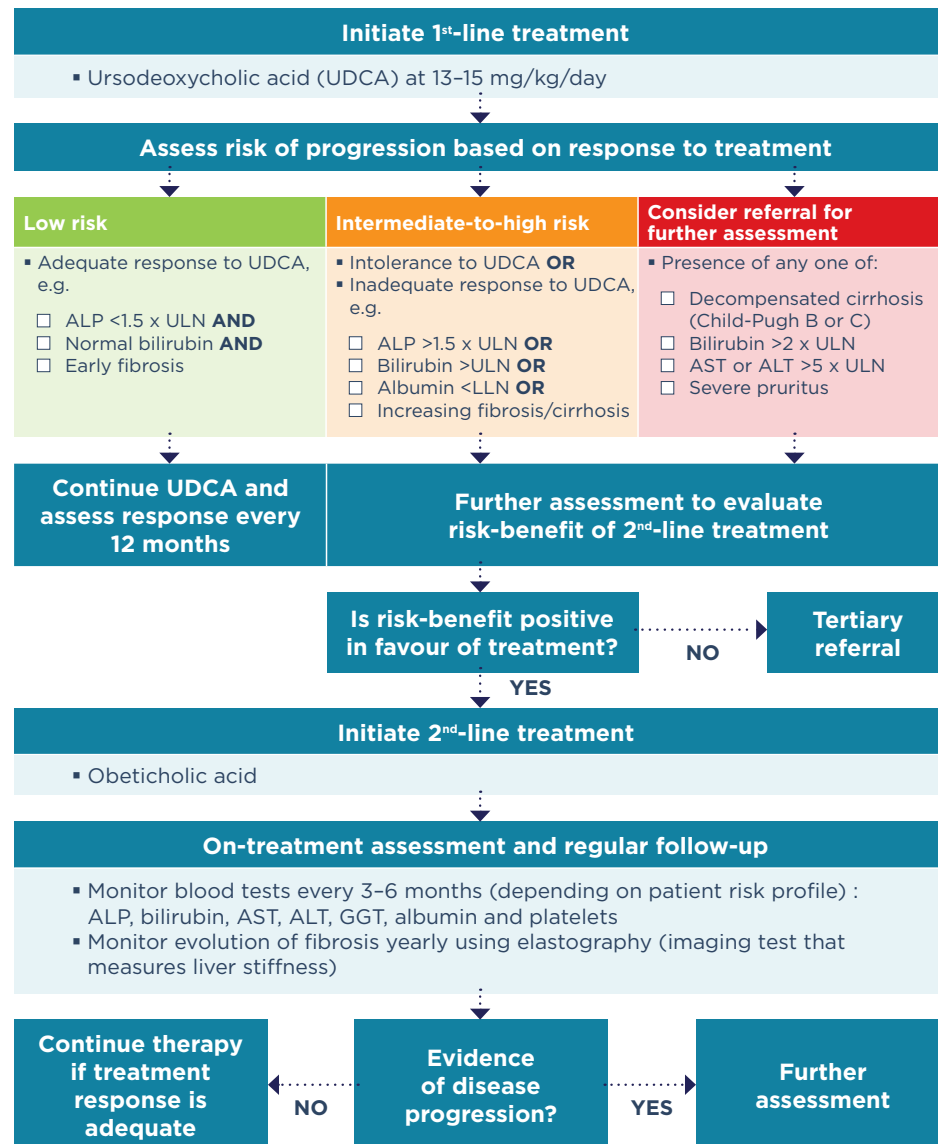 Initiate 1st-line treatment
▪ Ursodeoxycholic acid (UDCA) at 13–15 mg/kg/day
Assess risk of progression based on response to treatment
Low risk
▪ Adequate response to UDCA,
e.g.
☐ ALP <1.5 x ULN AND
☐ Normal bilirubin AND
☐ Early fibrosis
Intermediate-to-high risk
▪ Intolerance to UDCA OR
▪ Inadequate response to UDCA,
e.g.
☐ ALP >1.5 x ULN OR
☐ Bilirubin >ULN OR
☐ Albumin <LLN OR
☐ Increasing fibrosis/cirrhosis
Consider referral for
further assessment
▪ Presence of any one of:
☐ Decompensated cirrhosis
(Child-Pugh B or C)
☐ Bilirubin >2 x ULN
☐ AST or ALT >5 x ULN
☐ Severe pruritus
Continue UDCA and
assess response every
12 months
Further assessment to evaluate
risk-benefit of 2nd-line treatment
Is risk-benefit positive
in favour of treatment?
NO
Tertiary
referral
YES
Initiate 2nd-line treatment
▪ Obeticholic acid
On-treatment assessment and regular follow-up
▪ Monitor blood tests every 3–6 months (depending on patient risk profile) :
ALP, bilirubin, AST, ALT, GGT, albumin and platelets
▪ Monitor evolution of fibrosis yearly using elastography (imaging test that
measures liver stiffness)
Continue therapy
if treatment
response is
adequate
NO
Evidence
of disease
progression?
YES
Further
assessment